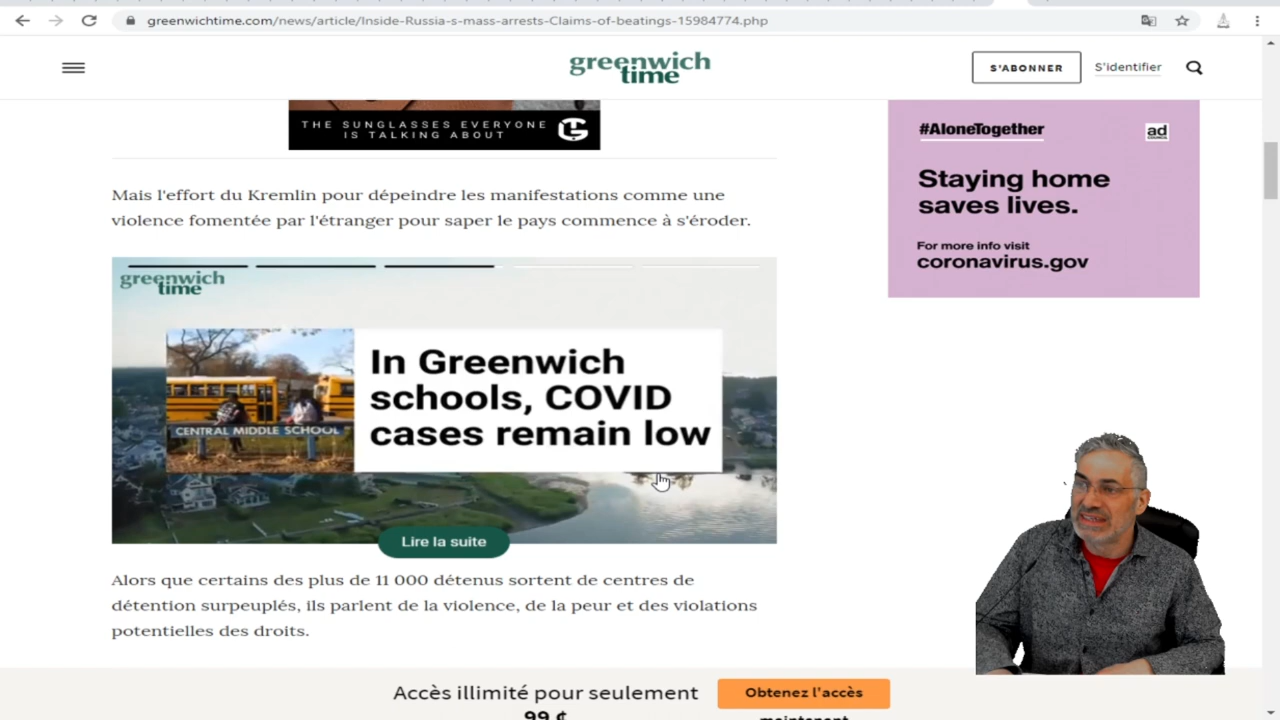 greenwichtime.com/news/article/Inside-Russia-s-mass-arrests-Claims-of-beatings-15984774.php
greenwich
time
S'ABONNER
S'identifier
THE SUNGLASSES EVERYONE
IS TALKING ABOUT
#AloneTogether
ad
COUNCIL
Staying home
saves lives.
For more info visit
coronavirus.gov
Mais l'effort du Kremlin pour dépeindre les manifestations comme une
violence fomentée par l'étranger pour saper le pays commence à s'éroder.
greenwich
time
CENTRAL MIDDLE SCHOOL
In Greenwich
schools, COVID
cases remain low
Lire la suite
Alors que certains des plus de 11 000 détenus sortent de centres de
détention surpeuplés, ils parlent de la violence, de la peur et des violations
potentielles des droits.
Accès illimité pour seulement
99 ¢
Obtenez l'accès
maintenant